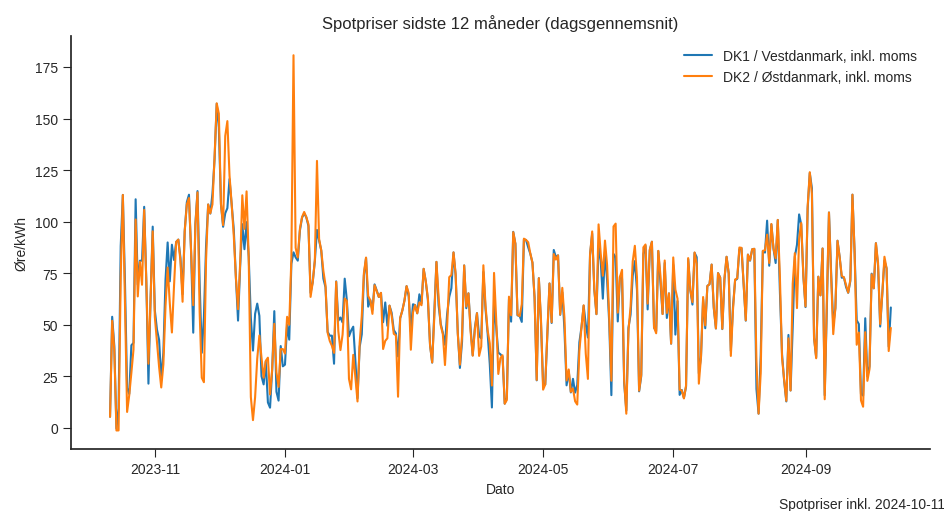 Spotpriser sidste 12 måneder (dagsgennemsnit)
DK1 / Vestdanmark, inkl. moms
DK2 / Østdanmark, inkl. moms
Øre/kWh
175
150
125
100
75
50
25
0
2023-11 2024-01 2024-03 2024-05 2024-07 2024-09
Dato
Spotpriser inkl. 2024-10-11